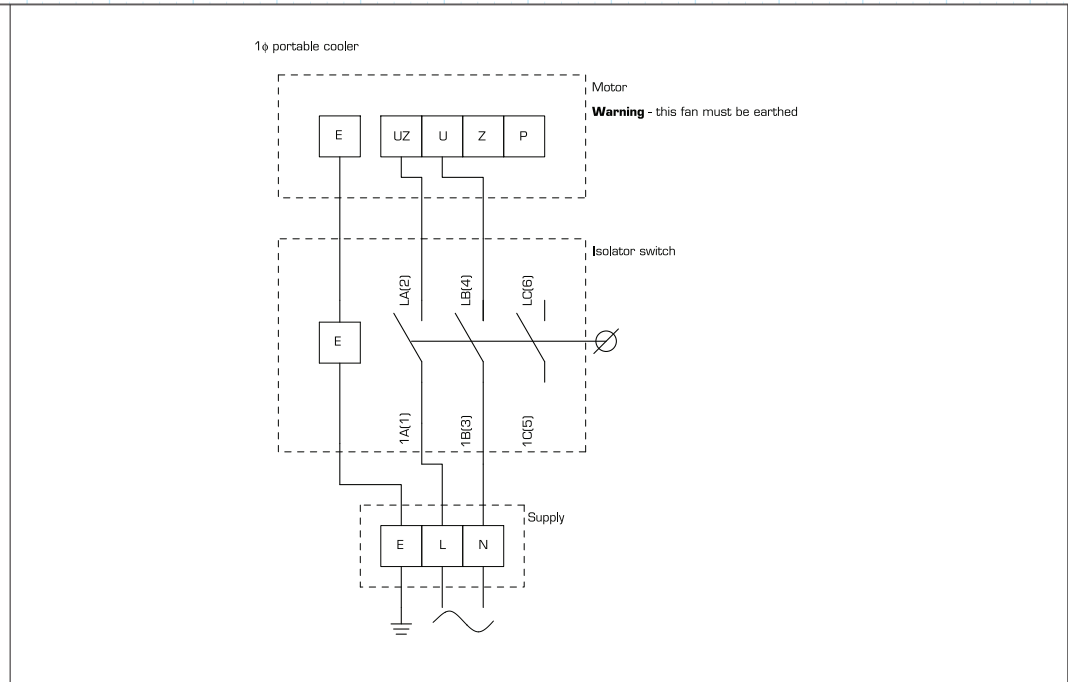 1ϕ portable cooler
Motor
Warning - this fan must be earthed
E UZ U Z P
Isolator switch
LA(2) LB(4) LC(6)
E
1A(1) 1B(3) 1C(5)
Supply
E L N